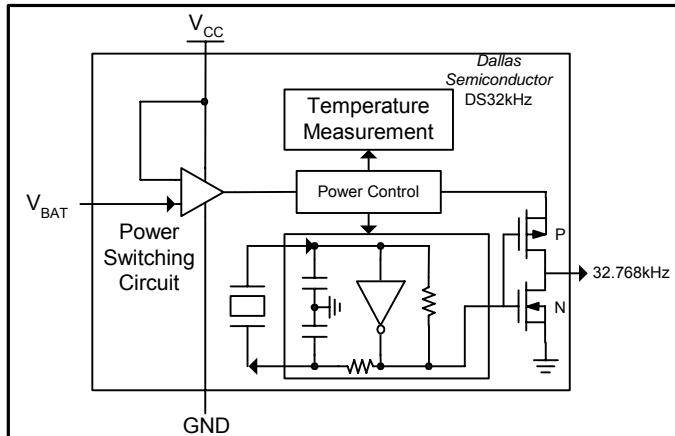 VCC
Dallas
Semiconductor
DS32kHz
Temperature
Measurement
Power Control
VBAT
Power
Switching
Circuit
P
32.768kHz
N
GND